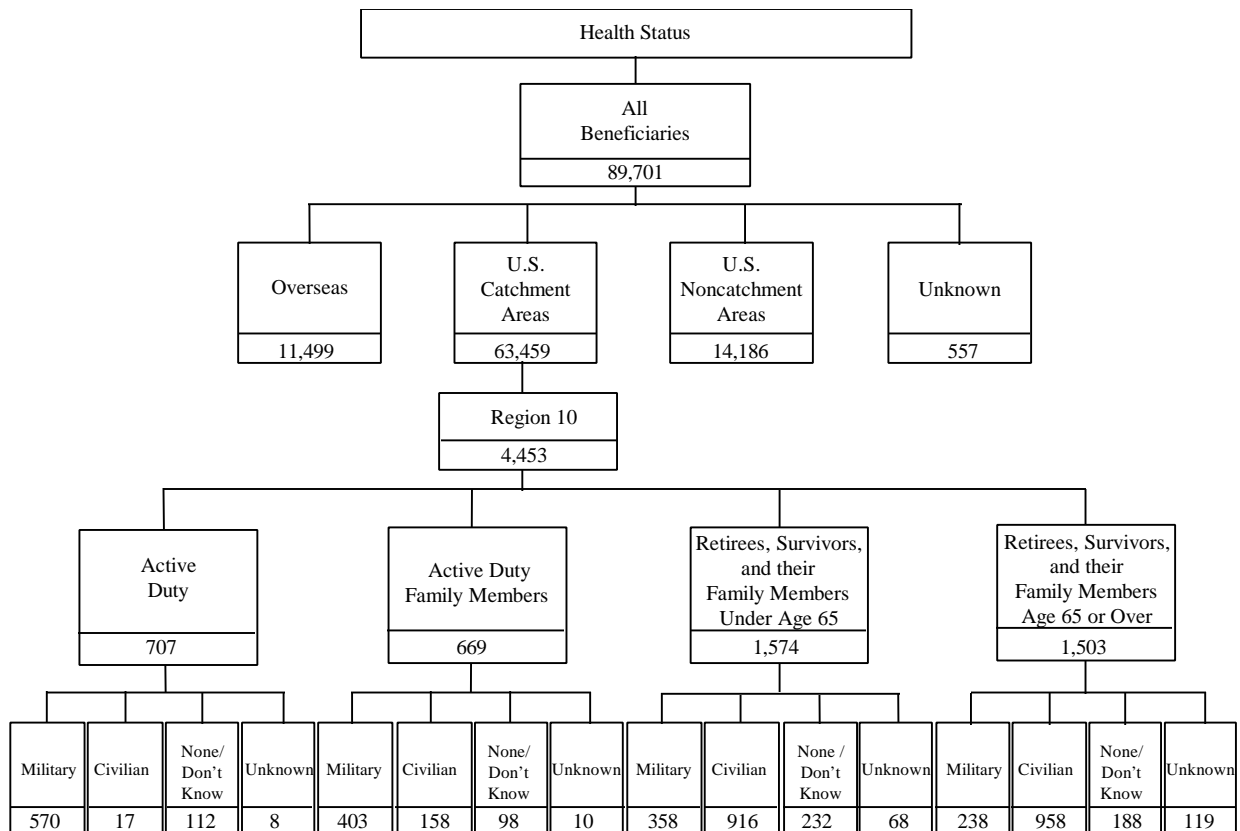 Health Status
All
Beneficiaries
89,701
Overseas
11,499
U.S.
Catchment
Areas
63,459
U.S.
Noncatchment
Areas
14,186
Unknown
557
Region 10
4,453
Active
Duty
707
Active Duty
Family Members
669
Retirees, Survivors,
and their
Family Members
Under Age 65
1,574
Retirees, Survivors,
and their
Family Members
Age 65 or Over
1,503
Military
570
Civilian
17
None/
Don't
Know
112
Unknown
8
Military
403
Civilian
158
None/
Don't
Know
98
Unknown
10
Military
358
Civilian
916
None /
Don't
Know
232
Unknown
68
Military
238
Civilian
958
None/
Don't
Know
188
Unknown
119